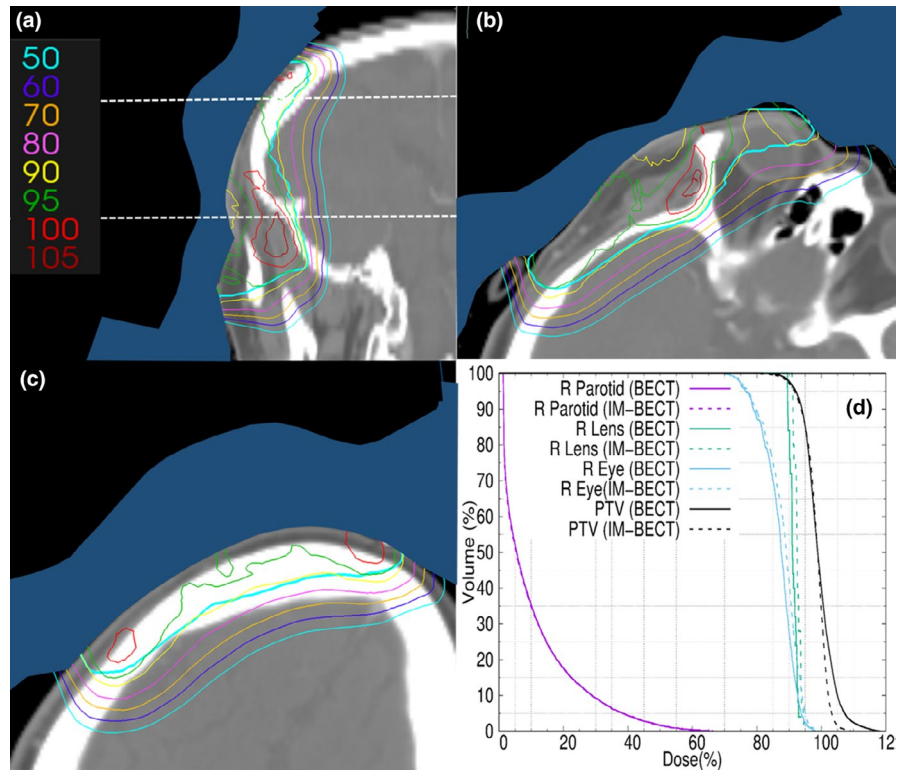 (a)
50
60
70
80
90
95
100
105
(b)
(c)
(d)
R Parotid (BECT)
R Parotid (IM-BECT)
R Lens (BECT)
R Lens (IM-BECT)
R Eye (BECT)
R Eye(IM-BECT)
PTV (BECT)
PTV (IM-BECT)
Volume (%)
100
90
80
70
60
50
40
30
20
10
0
0 20 40 60 80 100 12
Dose(%)